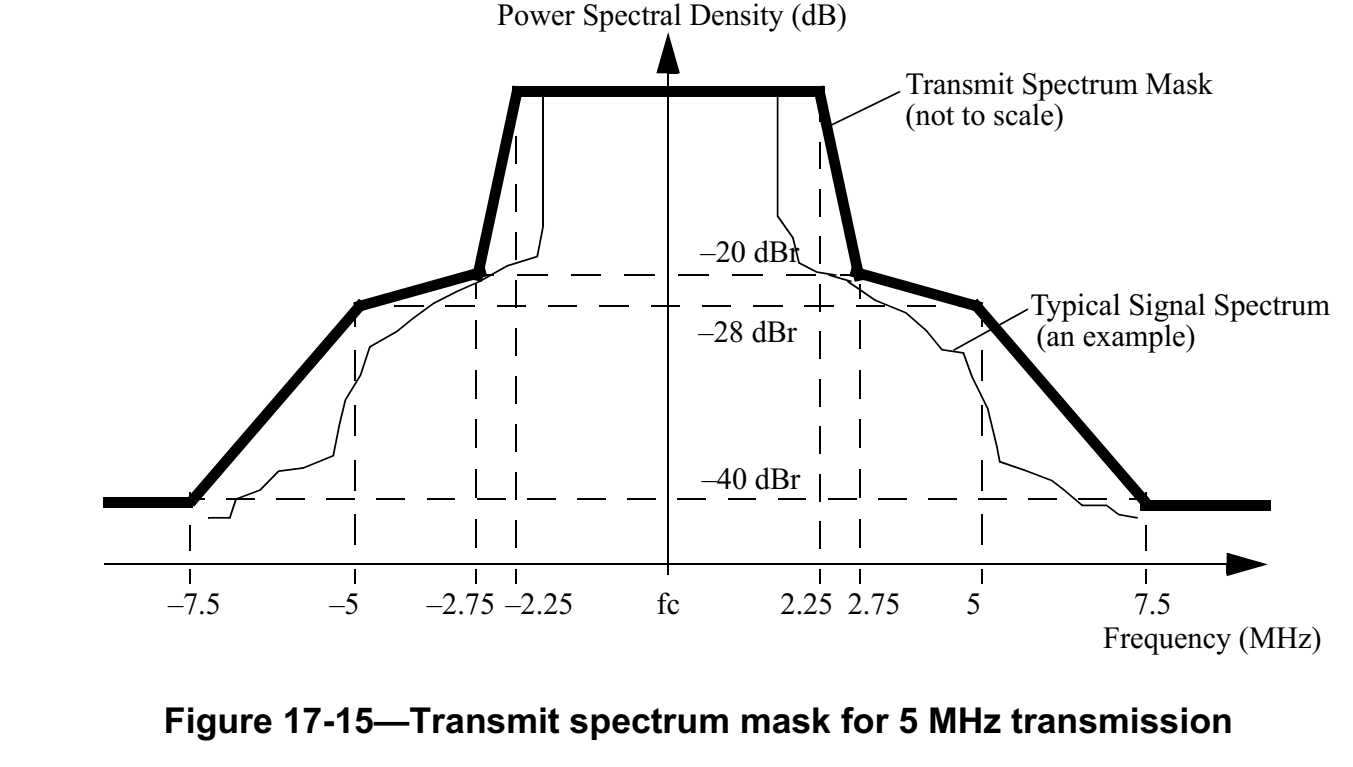 Power Spectral Density (dB)
Transmit Spectrum Mask
(not to scale)
–20 dBr
Typical Signal Spectrum
(an example)
–28 dBr
–40 dBr
–7.5 –5 –2.75 –2.25 fc 2.25 2.75 5 7.5
Frequency (MHz)
Figure 17-15—Transmit spectrum mask for 5 MHz transmission